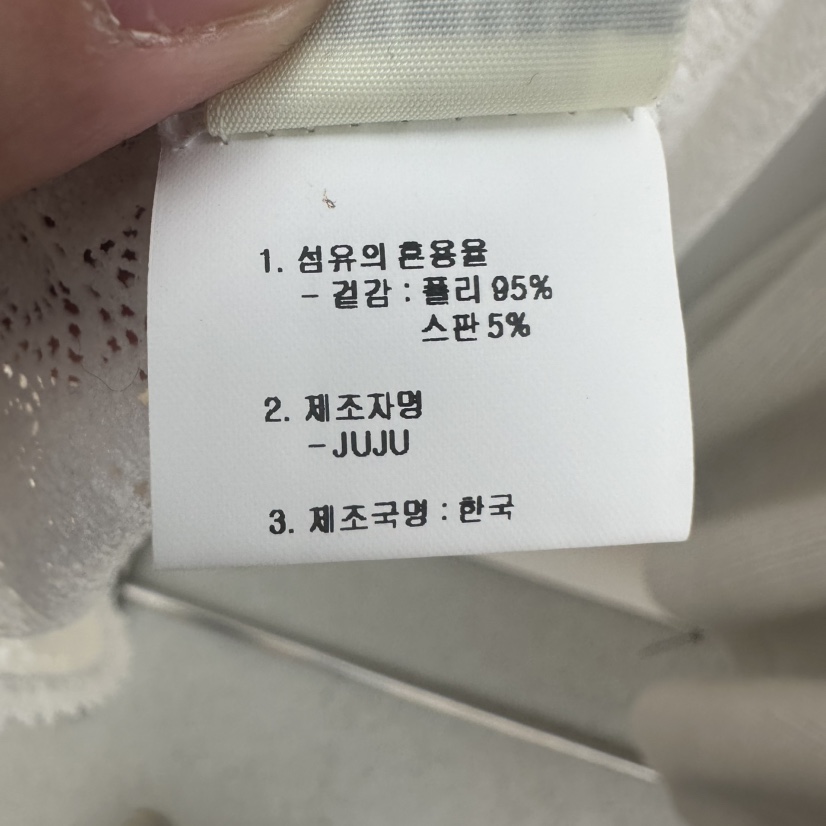 1. 섬유의 혼용율
- 겉감 : 폴리 95%
스판 5%
2. 제조자명
- JUJU
3. 제조국명 : 한국